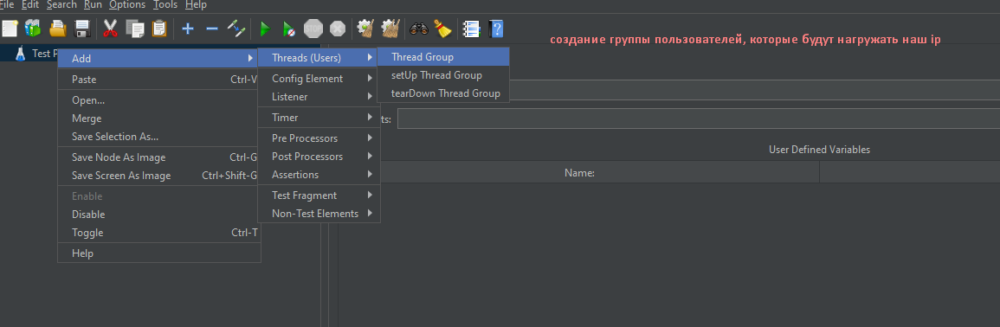 File Edit Search Run Options Tools Help
STOP
создание группы пользователей, которые будут нагружать наш ip
Test P
Add
Paste Ctrl-V
Open...
Merge
Save Selection As...
Save Node As Image Ctrl-G
Save Screen As Image Ctrl+Shift-G
Enable
Disable
Toggle Ctrl-T
Help
Threads (Users)
Config Element
Listener
Timer
Pre Processors
Post Processors
Assertions
Test Fragment
Non-Test Elements
Thread Group
setUp Thread Group
tearDown Thread Group
ts:
User Defined Variables
Name: